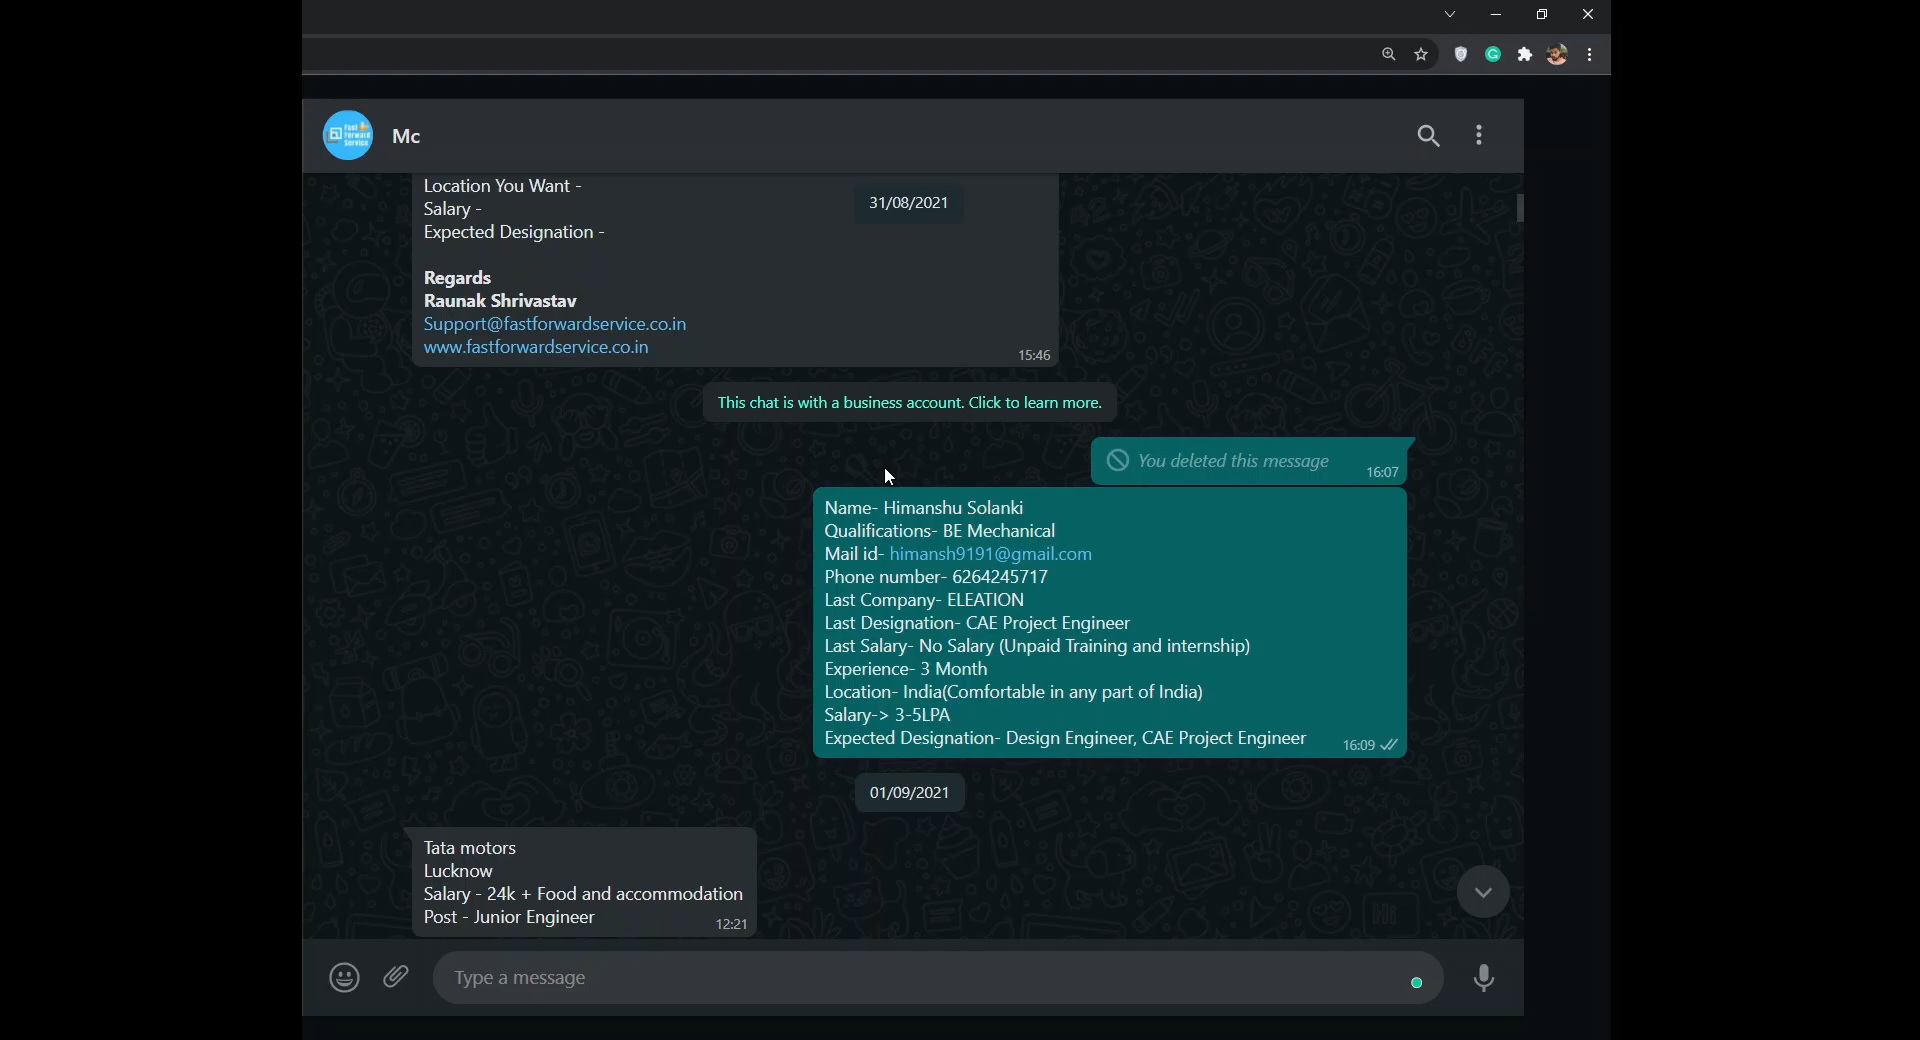 Fast
Forward
Service
Mc
Location You Want -
Salary -
Expected Designation -
31/08/2021
Regards
Raunak Shrivastav
Support@fastforwardservice.co.in
www.fastforwardservice.co.in
15:46
This chat is with a business account. Click to learn more.
You deleted this message
16:07
Name- Himanshu Solanki
Qualifications- BE Mechanical
Mail id- himansh9191@gmail.com
Phone number- 6264245717
Last Company- ELEATION
Last Designation- CAE Project Engineer
Last Salary- No Salary (Unpaid Training and internship)
Experience- 3 Month
Location- India(Comfortable in any part of India)
Salary-> 3-5LPA
Expected Designation- Design Engineer, CAE Project Engineer
16:09
01/09/2021
Tata motors
Lucknow
Salary - 24k + Food and accommodation
Post - Junior Engineer
12:21
Type a message